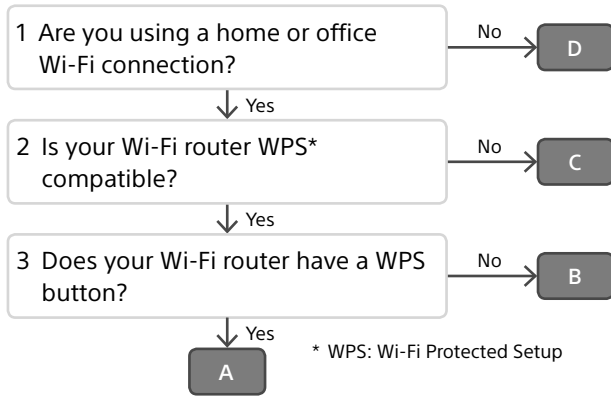 1 Are you using a home or office
Wi-Fi connection?
No
D
Yes
2 Is your Wi-Fi router WPS*
compatible?
No
C
Yes
3 Does your Wi-Fi router have a WPS
button?
No
B
Yes
A
* WPS: Wi-Fi Protected Setup